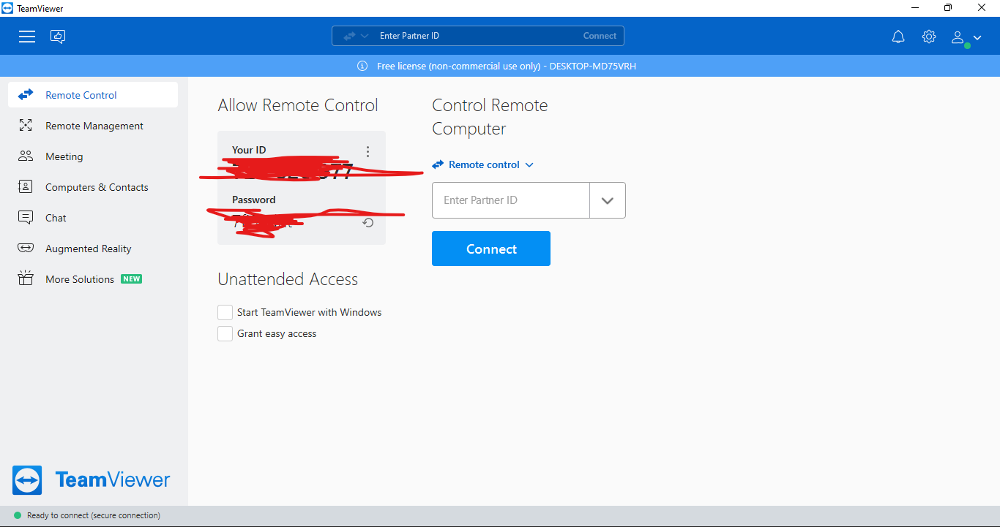 TeamViewer
Enter Partner ID
Connect
Free license (non-commercial use only) - DESKTOP-MD75VRH
Remote Control
Remote Management
Meeting
Computers & Contacts
Chat
Augmented Reality
More Solutions NEW
Allow Remote Control
Your ID
Password
Unattended Access
Start TeamViewer with Windows
Grant easy access
Control Remote
Computer
Remote control
Enter Partner ID
Connect
TeamViewer
Ready to connect (secure connection)